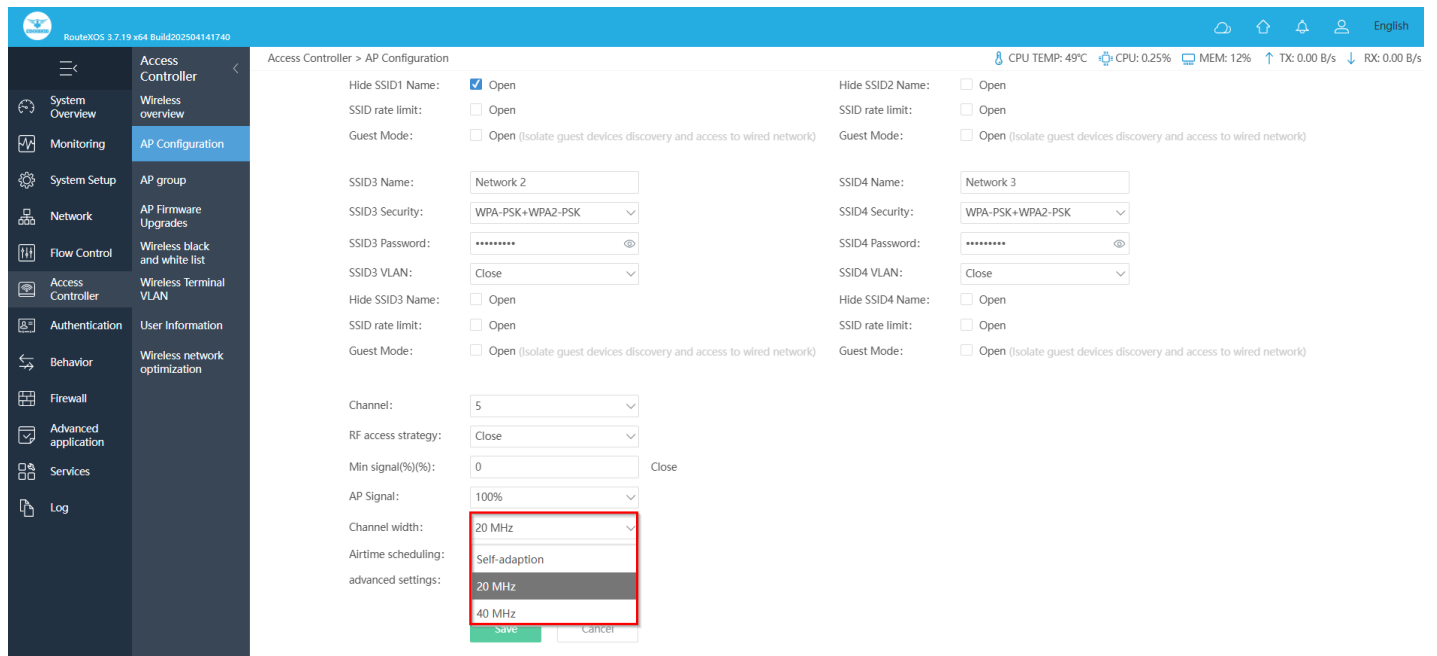 RouteXOS 3.7.19 x64 Build202504141740
English
Access Controller
Access Controller > AP Configuration
CPU TEMP: 49℃ CPU: 0.25% MEM: 12% TX: 0.00 B/s RX: 0.00 B/s
System Overview
Monitoring
System Setup
Network
Flow Control
Access Controller
Authentication
Behavior
Firewall
Advanced application
Services
Log
Wireless overview
AP Configuration
AP group
AP Firmware Upgrades
Wireless black and white list
Wireless Terminal VLAN
User Information
Wireless network optimization
Hide SSID1 Name: Open
SSID rate limit: Open
Guest Mode: Open (Isolate guest devices discovery and access to wired network)
Hide SSID2 Name: Open
SSID rate limit: Open
Guest Mode: Open (Isolate guest devices discovery and access to wired network)
SSID3 Name: Network 2
SSID3 Security: WPA-PSK+WPA2-PSK
SSID3 Password: •••••••••
SSID3 VLAN: Close
Hide SSID3 Name: Open
SSID rate limit: Open
Guest Mode: Open (Isolate guest devices discovery and access to wired network)
SSID4 Name: Network 3
SSID4 Security: WPA-PSK+WPA2-PSK
SSID4 Password: •••••••••
SSID4 VLAN: Close
Hide SSID4 Name: Open
SSID rate limit: Open
Guest Mode: Open (Isolate guest devices discovery and access to wired network)
Channel: 5
RF access strategy: Close
Min signal(%)(%): 0 Close
AP Signal: 100%
Channel width: 20 MHz
Airtime scheduling:
advanced settings:
Self-adaption
20 MHz
40 MHz
Save Cancel